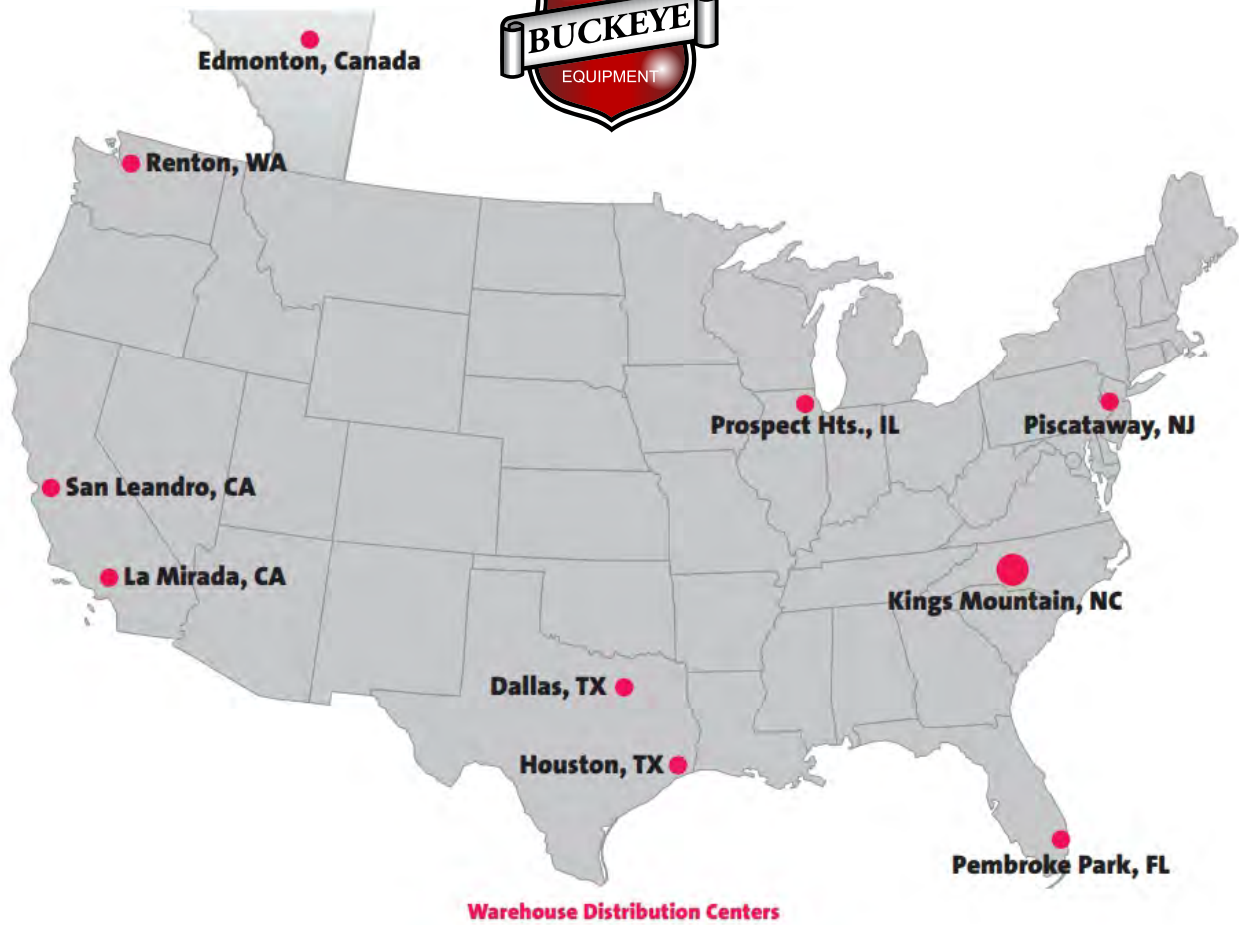 BUCKEYE
EQUIPMENT
Edmonton, Canada
Renton, WA
Prospect Hts., IL
Piscataway, NJ
San Leandro, CA
La Mirada, CA
Kings Mountain, NC
Dallas, TX
Houston, TX
Pembroke Park, FL
Warehouse Distribution Centers